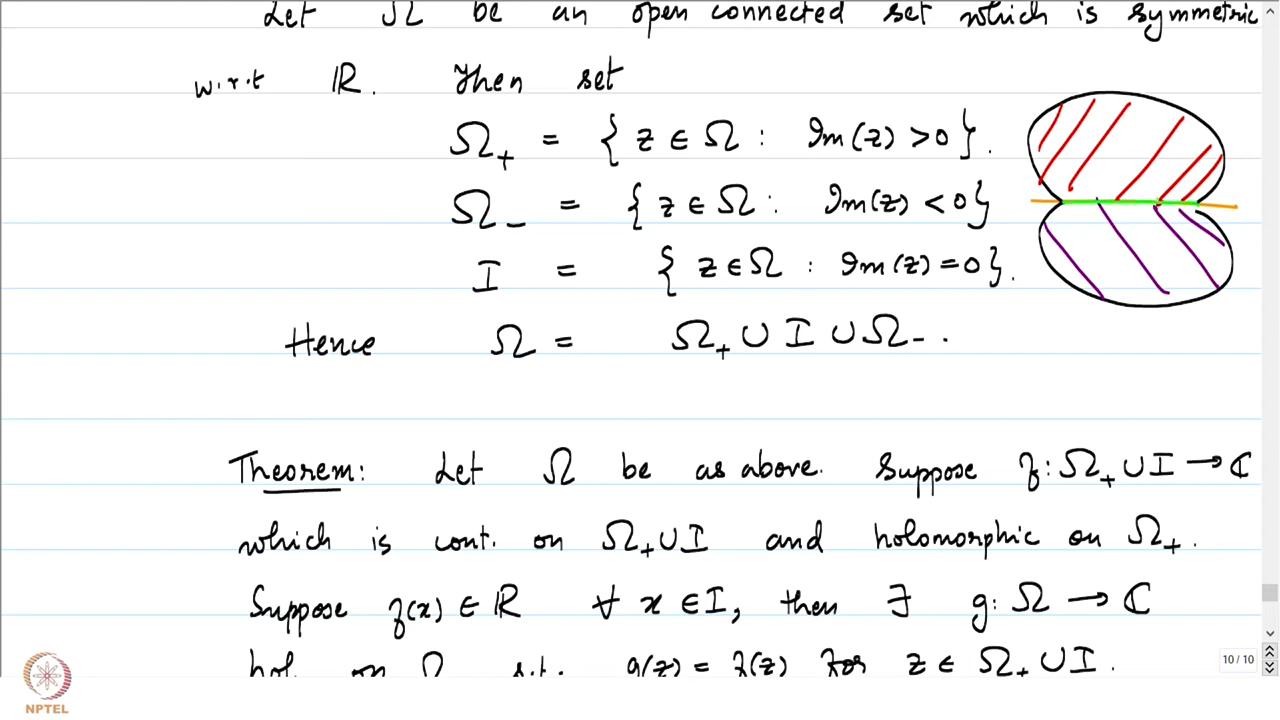 Let Ω be an open connected set which is symmetric
w.r.t ℝ. Then set
Ω₊ = { z ∈ Ω : Im(z) > 0 }.
Ω₋ = { z ∈ Ω : Im(z) < 0 }
I = { z ∈ Ω : Im(z) = 0 }.
Hence Ω = Ω₊ ∪ I ∪ Ω₋ .
Theorem: Let Ω be as above. Suppose f: Ω₊ ∪ I → ℂ
which is cont. on Ω₊ ∪ I and holomorphic on Ω₊.
Suppose f(x) ∈ ℝ ∀ x ∈ I, then ∃ g: Ω → ℂ
hol. on Ω s.t. g(z) = f(z) for z ∈ Ω₊ ∪ I.
10 / 10
NPTEL